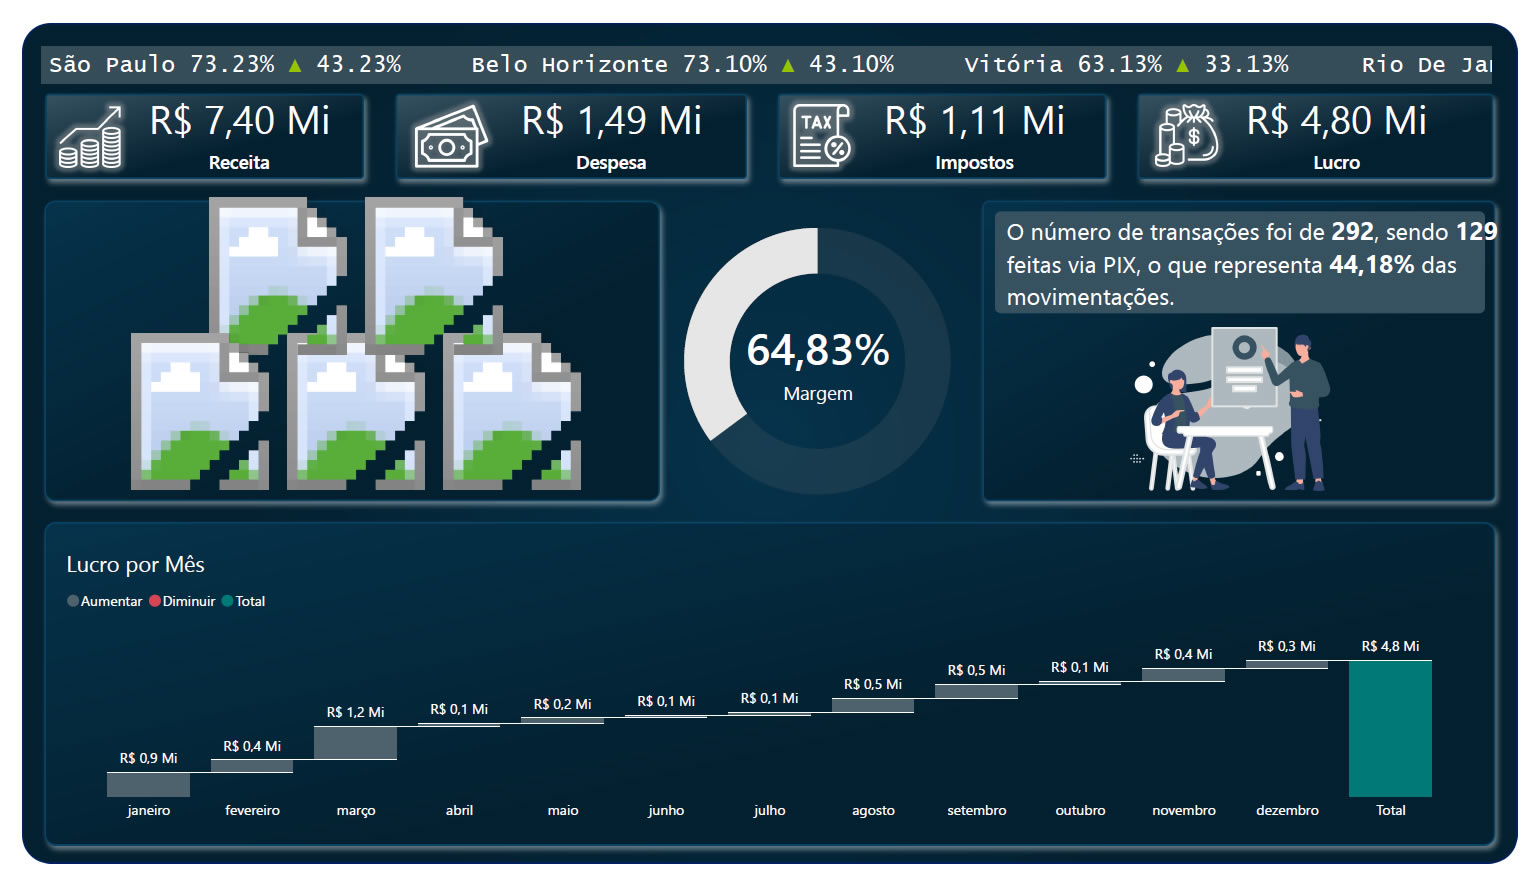 São Paulo 73.23% ▲ 43.23% Belo Horizonte 73.10% ▲ 43.10% Vitória 63.13% ▲ 33.13% Rio De
R$ 7,40 Mi
Receita
R$ 1,49 Mi
Despesa
TAX
%
R$ 1,11 Mi
Impostos
$
R$ 4,80 Mi
Lucro
64,83%
Margem
O número de transações foi de 292, sendo 129
feitas via PIX, o que representa 44,18% das
movimentações.
Lucro por Mês
Aumentar Diminuir Total
R$ 0,9 Mi
R$ 0,4 Mi
R$ 1,2 Mi
R$ 0,1 Mi
R$ 0,2 Mi
R$ 0,1 Mi
R$ 0,1 Mi
R$ 0,5 Mi
R$ 0,5 Mi
R$ 0,1 Mi
R$ 0,4 Mi
R$ 0,3 Mi
R$ 4,8 Mi
janeiro fevereiro março abril maio junho julho agosto setembro outubro novembro dezembro Total